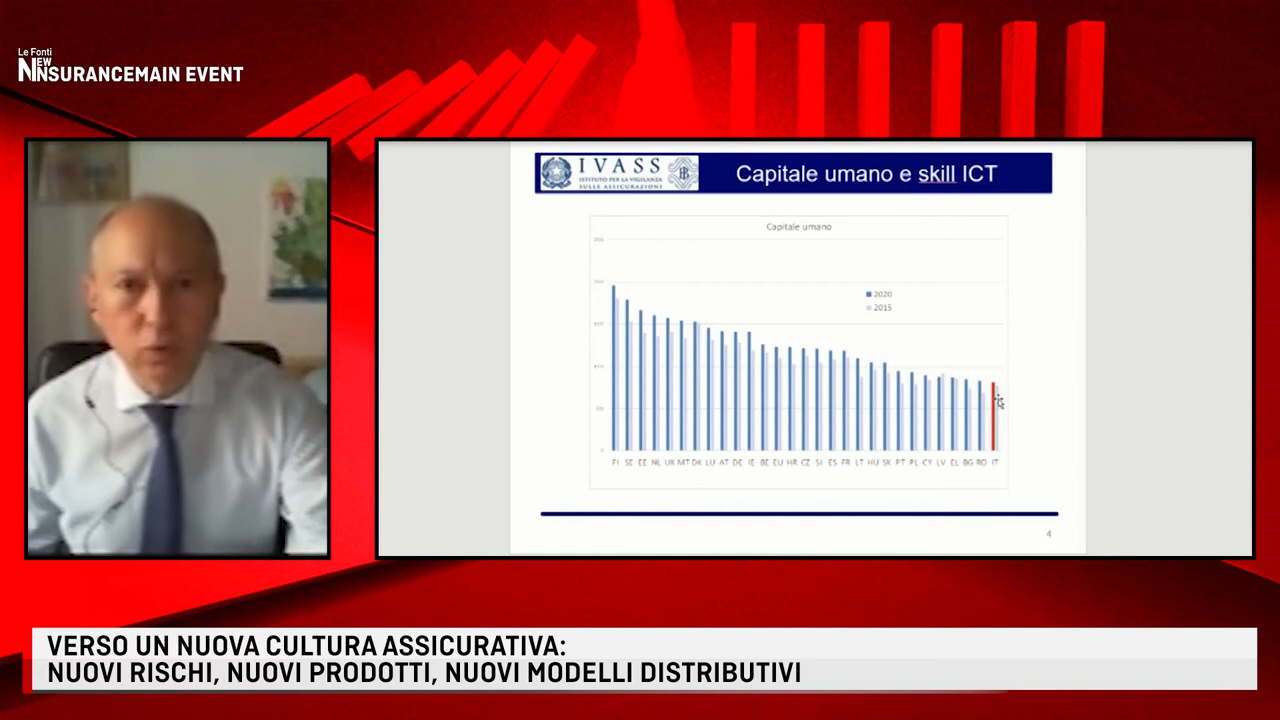 Le Fonti
NEW
INSURANCEMAIN EVENT
IVASS
ISTITUTO PER LA VIGILANZA
SULLE ASSICURAZIONI
Capitale umano e skill ICT
Capitale umano
2020
2015
FI SE EE NL UK MT DK LU AT DE IE BE EU HR CZ SI ES FR LT HU SK PT PL CY LV EL BG RO IT
4
VERSO UN NUOVA CULTURA ASSICURATIVA:
NUOVI RISCHI, NUOVI PRODOTTI, NUOVI MODELLI DISTRIBUTIVI